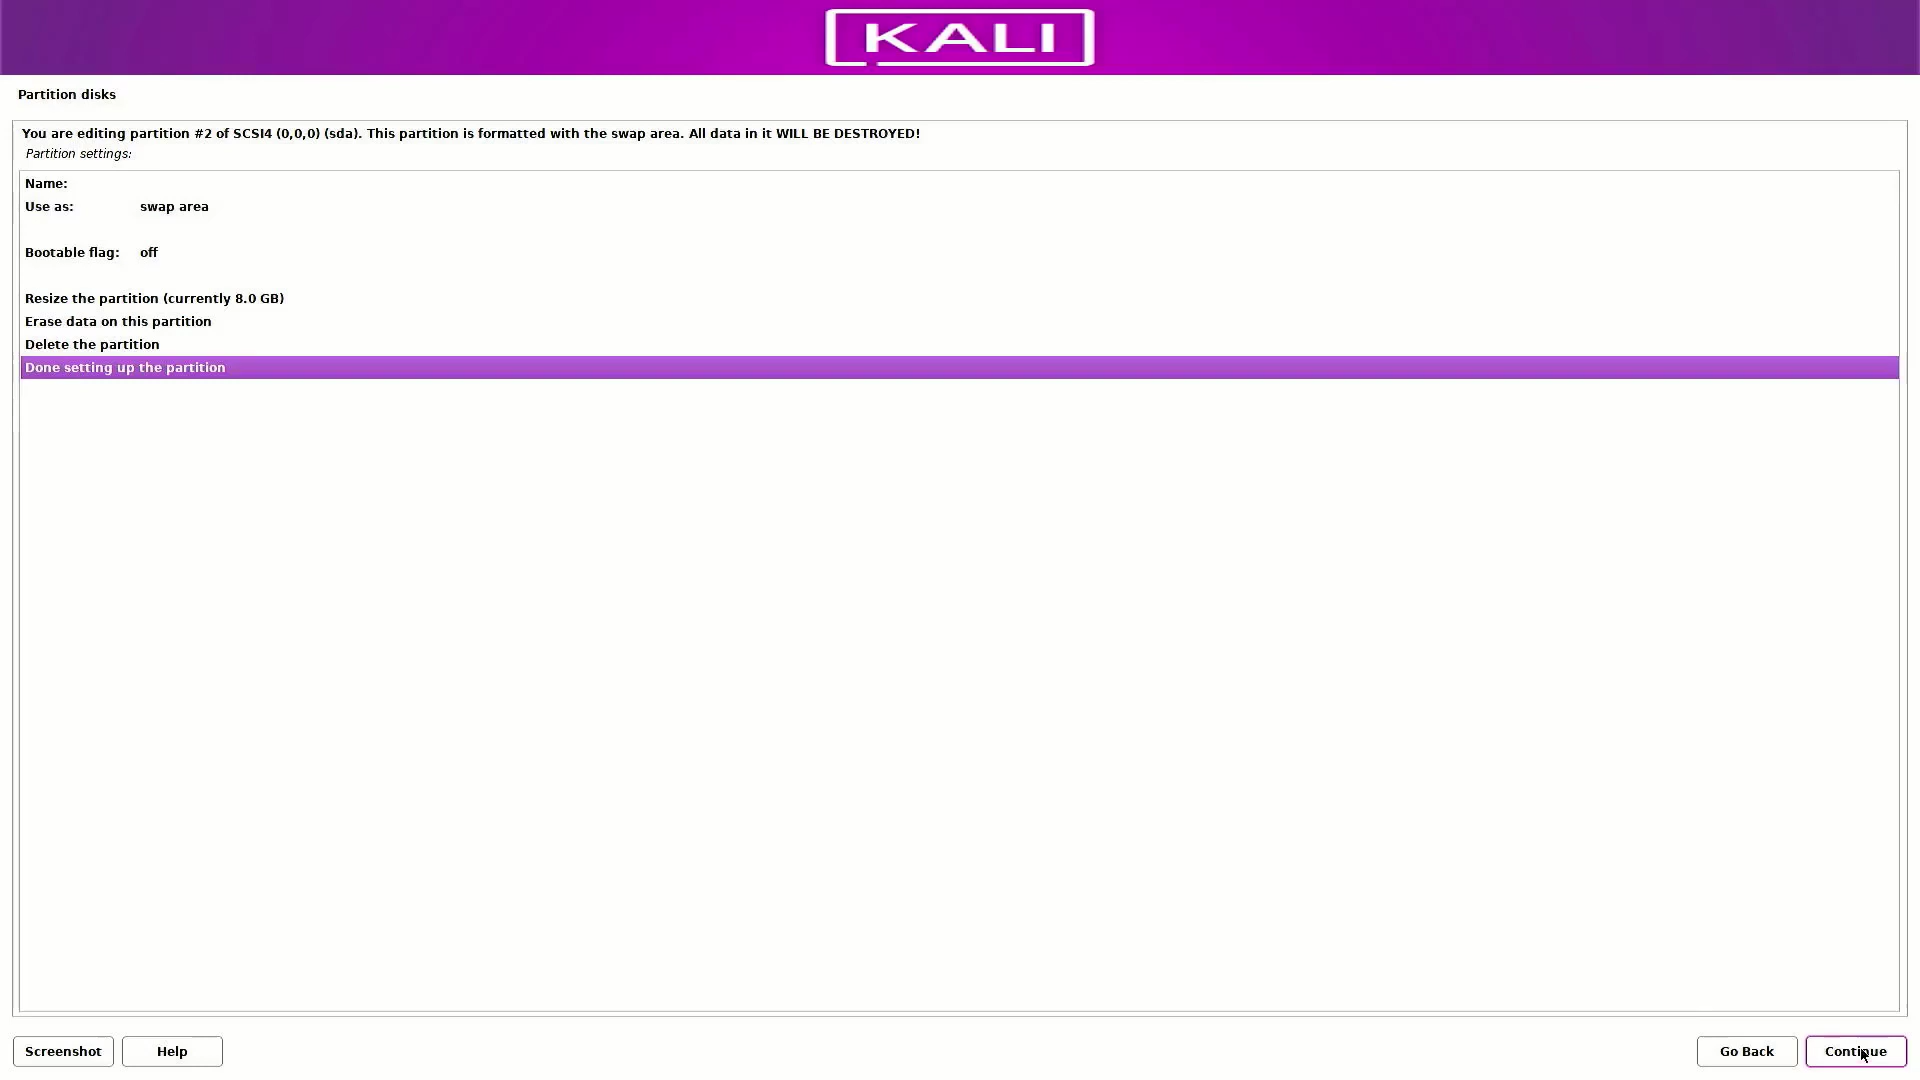 KALI
Partition disks
You are editing partition #2 of SCSI4 (0,0,0) (sda). This partition is formatted with the swap area. All data in it WILL BE DESTROYED!
Partition settings:
Name:
Use as: swap area
Bootable flag: off
Resize the partition (currently 8.0 GB)
Erase data on this partition
Delete the partition
Done setting up the partition
Screenshot Help Go Back Continue